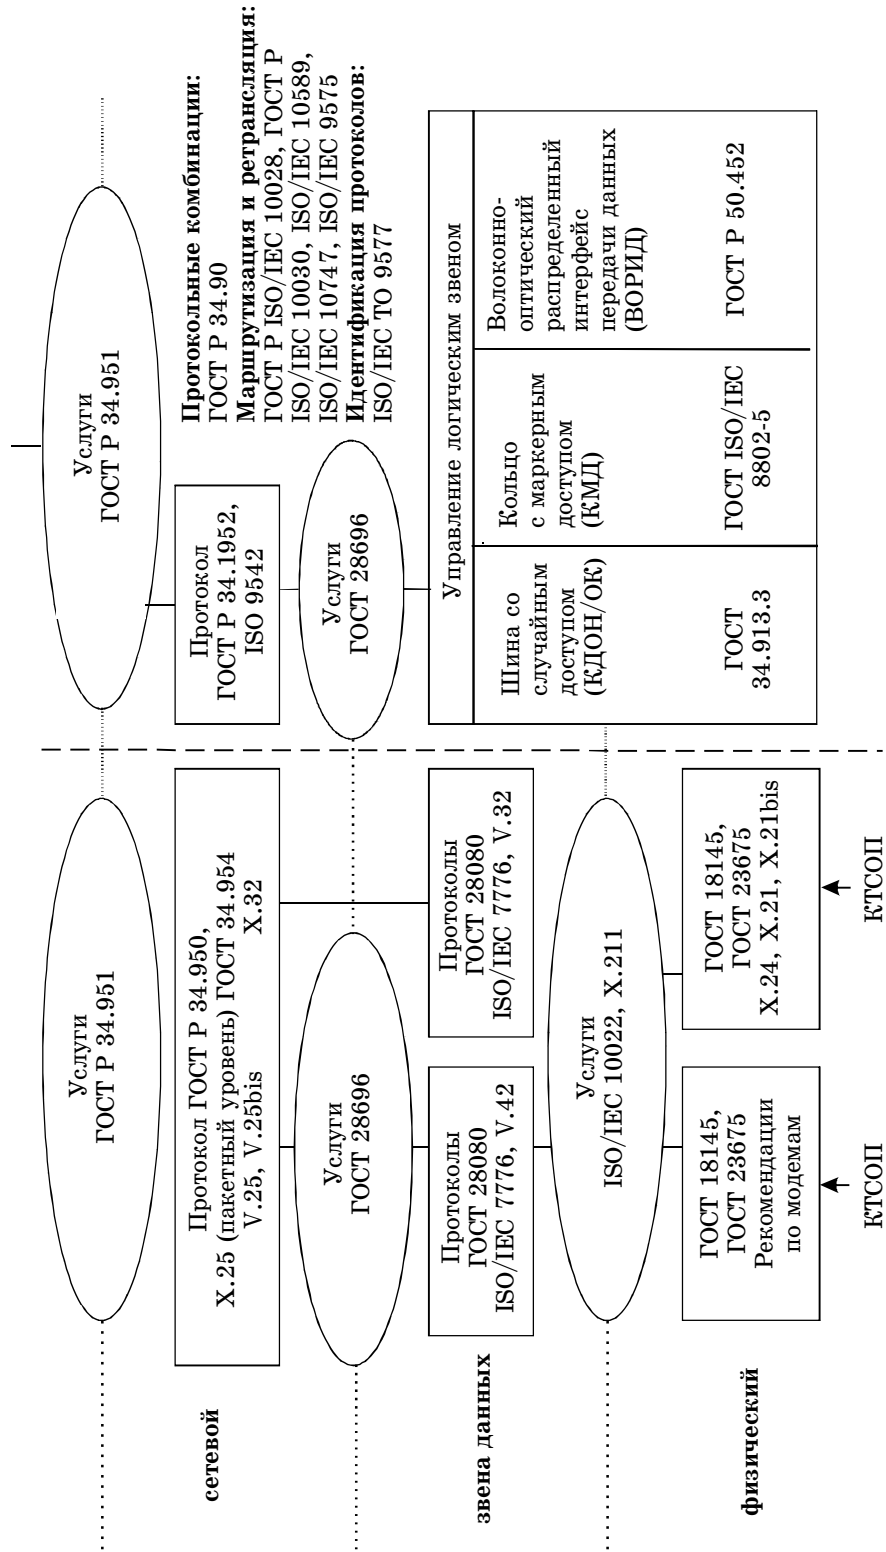 Услуги
ГОСТ Р 34.951
Услуги
ГОСТ Р 34.951
сетевой
Протокол ГОСТ Р 34.950,
X.25 (пакетный уровень) ГОСТ 34.954
V.25, V.25bis X.32
Протокол
ГОСТ Р 34.1952,
ISO 9542
Протокольные комбинации:
ГОСТ Р 34.90
Маршрутизация и ретрансляция:
ГОСТ Р ISO/IEC 10028, ГОСТ Р
ISO/IEC 10030, ISO/IEC 10589,
ISO/IEC 10747, ISO/IEC 9575
Идентификация протоколов:
ISO/IEC TO 9577
Услуги
ГОСТ 28696
Услуги
ГОСТ 28696
звена данных
Протоколы
ГОСТ 28080
ISO/IEC 7776, V.42
Протоколы
ГОСТ 28080
ISO/IEC 7776, V.32
Управление логическим звеном
Шина со
случайным
доступом
(КДОН/ОК)
ГОСТ
34.913.3
Кольцо
с маркерным
доступом
(КМД)
ГОСТ ISO/IEC
8802-5
Волоконно-
оптический
распределенный
интерфейс
передачи данных
(ВОРИД)
ГОСТ Р 50.452
Услуги
ISO/IEC 10022, X.211
физический
ГОСТ 18145,
ГОСТ 23675
Рекомендации
по модемам
ГОСТ 18145,
ГОСТ 23675
X.24, X.21, X.21bis
КТСОП
КТСОП